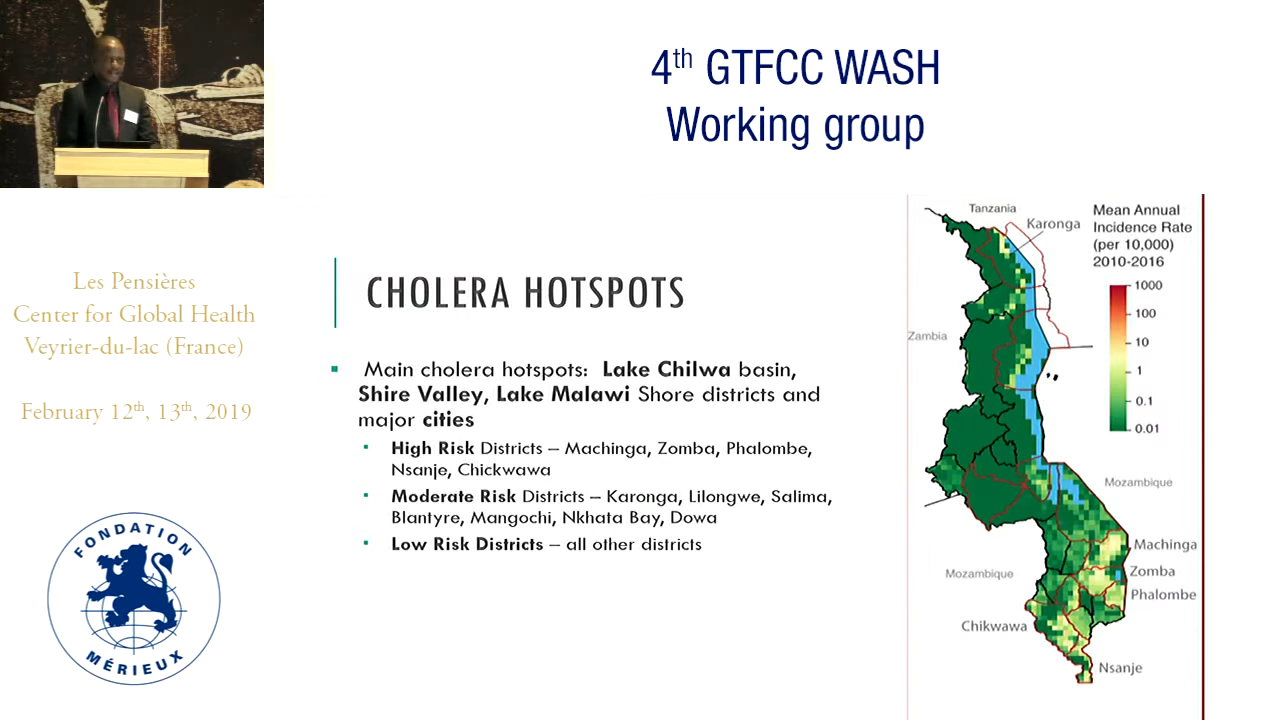 4th GTFCC WASH
Working group
Les Pensières
Center for Global Health
Veyrier-du-lac (France)
February 12th, 13th, 2019
FONDATION
MÉRIEUX
CHOLERA HOTSPOTS
Main cholera hotspots: Lake Chilwa basin,
Shire Valley, Lake Malawi Shore districts and
major cities
High Risk Districts – Machinga, Zomba, Phalombe,
Nsanje, Chickwawa
Moderate Risk Districts – Karonga, Lilongwe, Salima,
Blantyre, Mangochi, Nkhata Bay, Dowa
Low Risk Districts – all other districts
Tanzania
Karonga
Zambia
Mozambique
Machinga
Zomba
Phalombe
Mozambique
Chikwawa
Nsanje
Mean Annual
Incidence Rate
(per 10,000)
2010-2016
1000
100
10
1
0.1
0.01